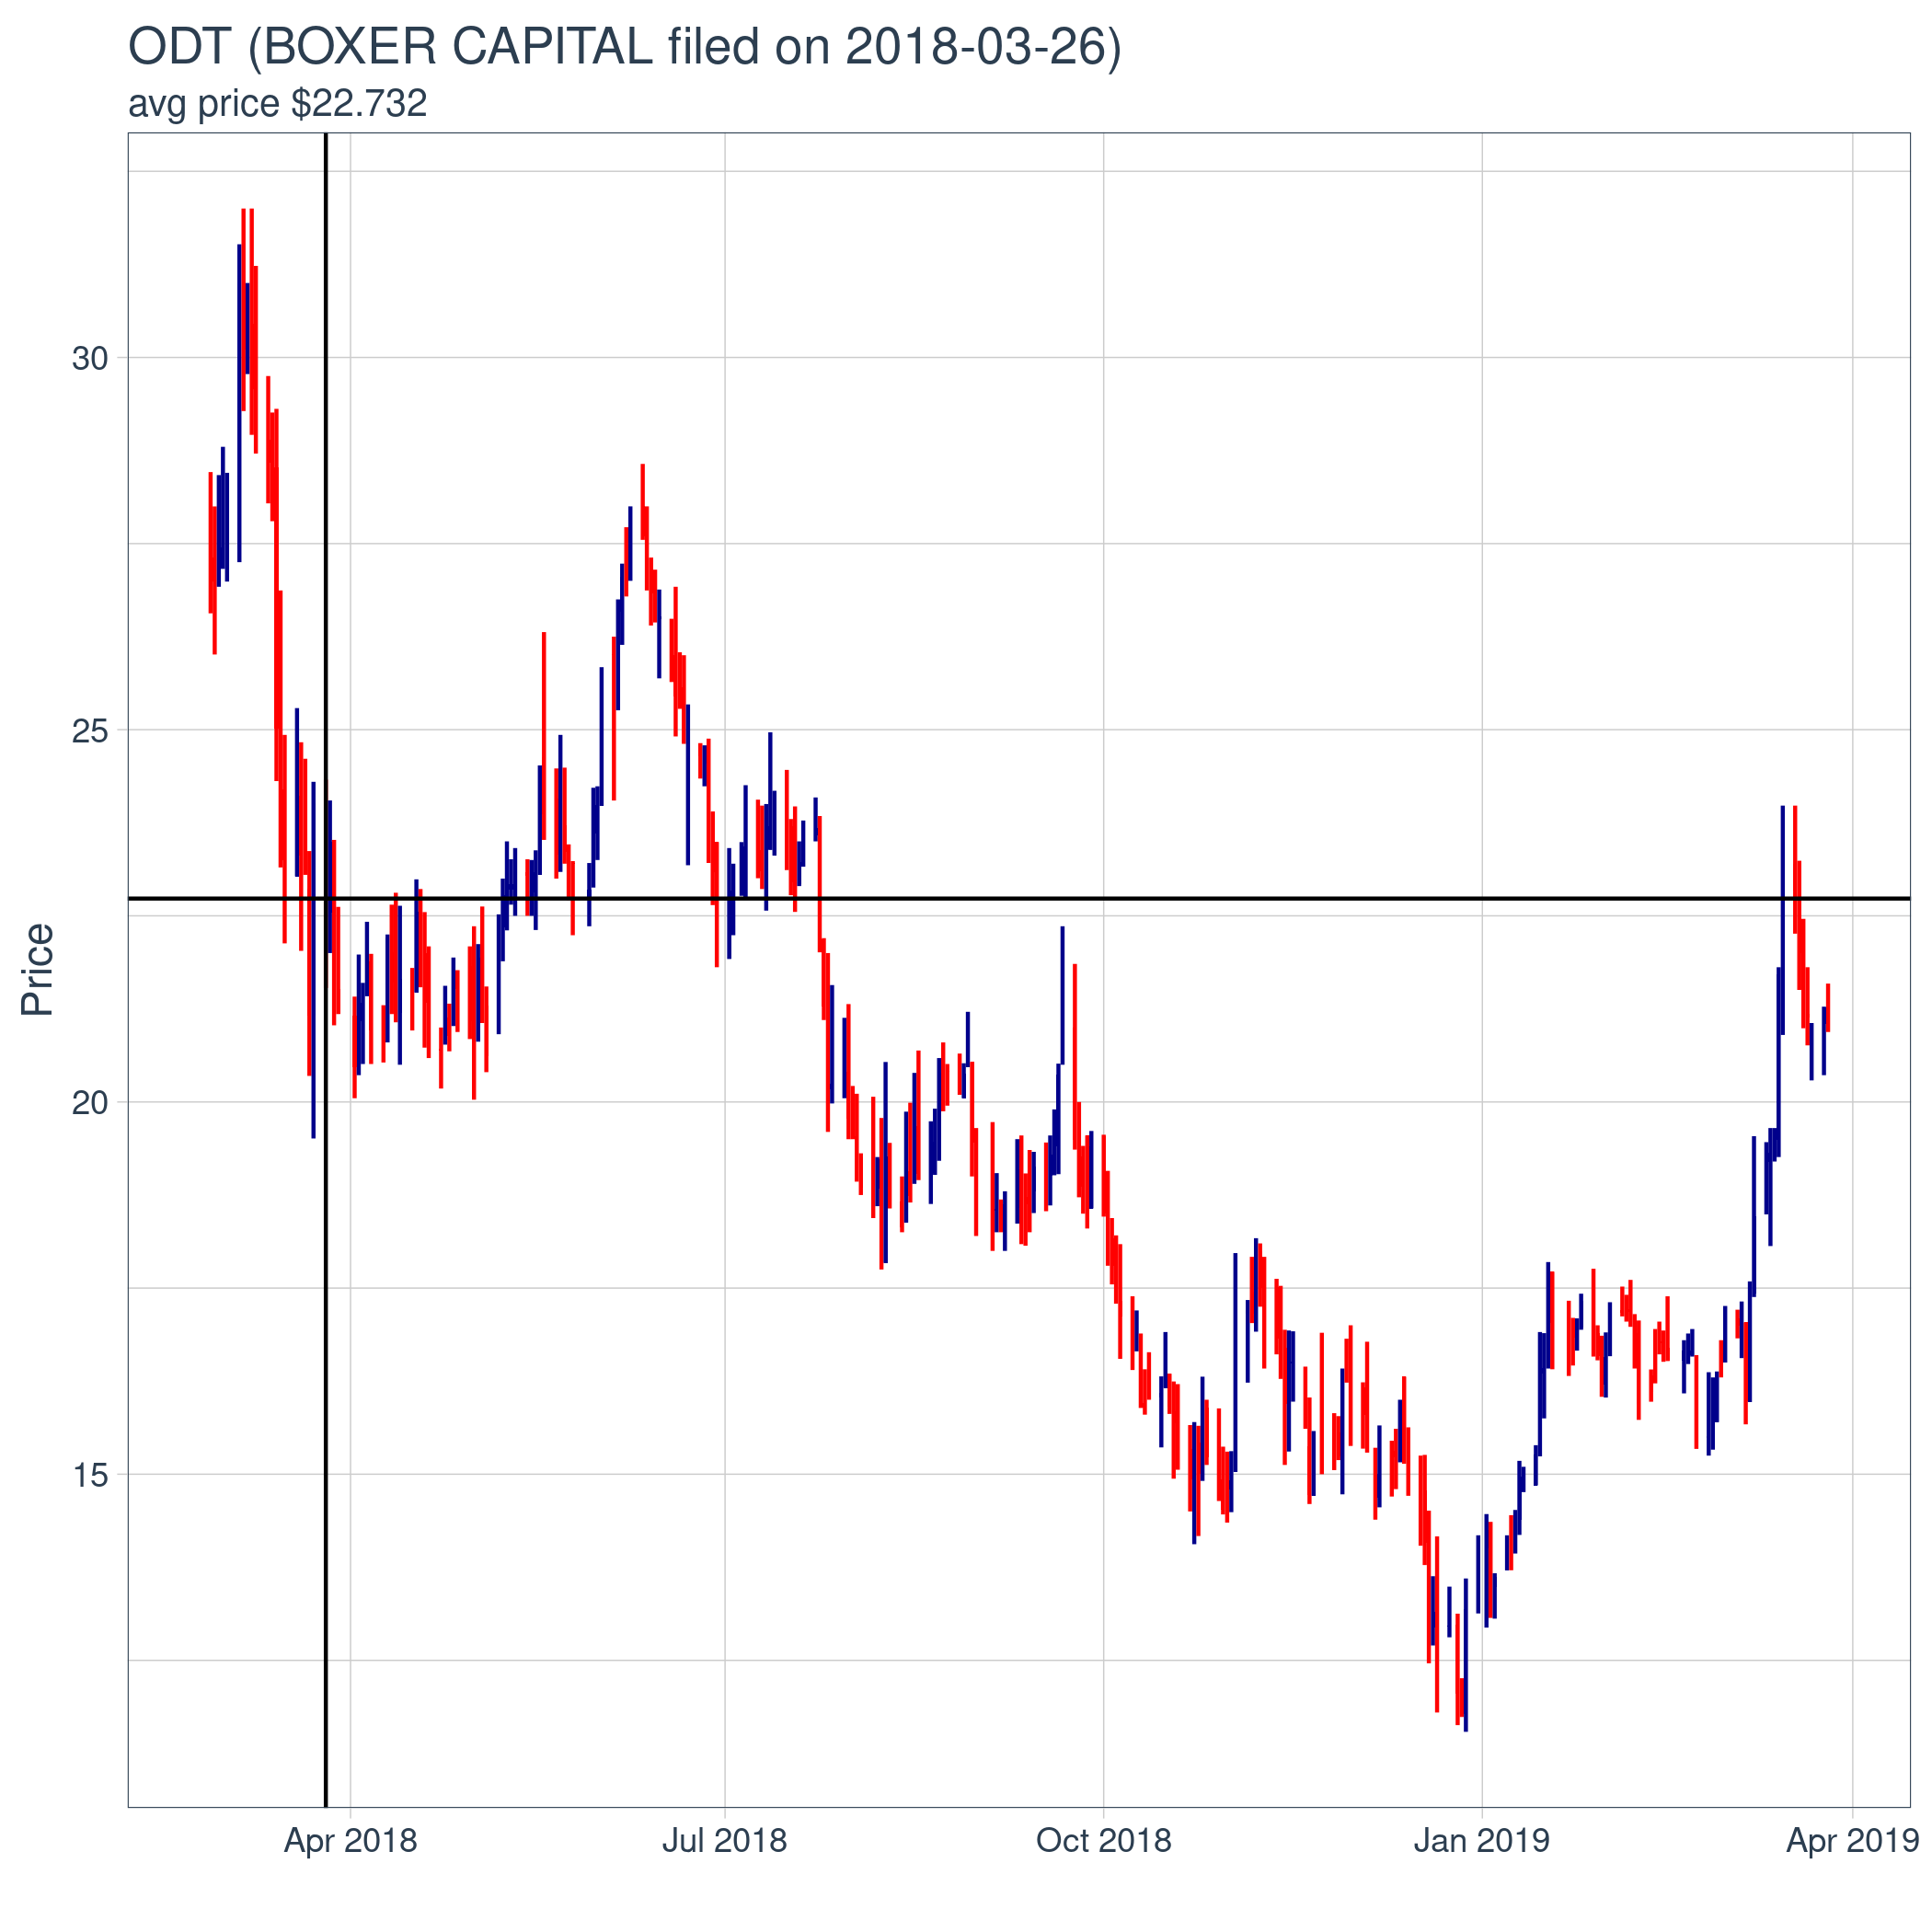 ODT (BOXER CAPITAL filed on 2018-03-26)
avg price $22.732
Price
30
25
20
15
Apr 2018
Jul 2018
Oct 2018
Jan 2019
Apr 2019